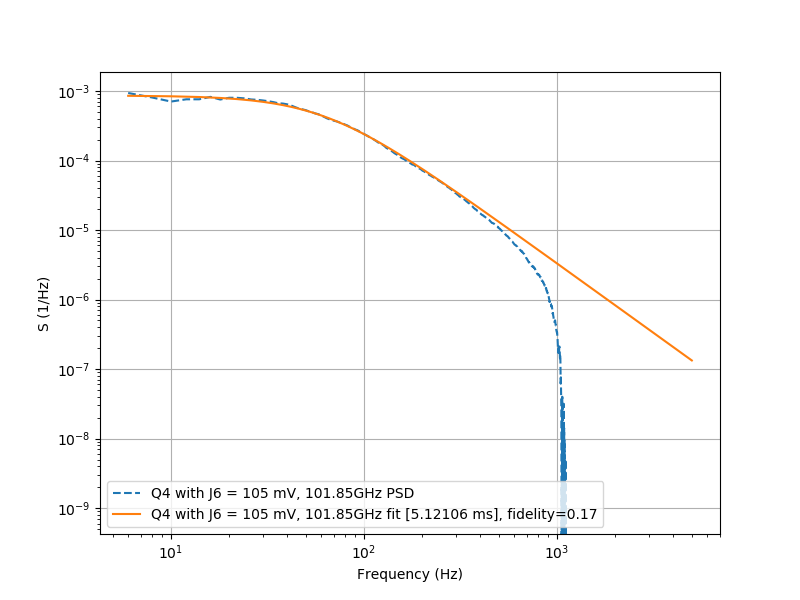 10⁻³
10⁻⁴
10⁻⁵
10⁻⁶
10⁻⁷
10⁻⁸
10⁻⁹
S (1/Hz)
Q4 with J6 = 105 mV, 101.85GHz PSD
Q4 with J6 = 105 mV, 101.85GHz fit [5.12106 ms], fidelity=0.17
10¹ 10² 10³
Frequency (Hz)